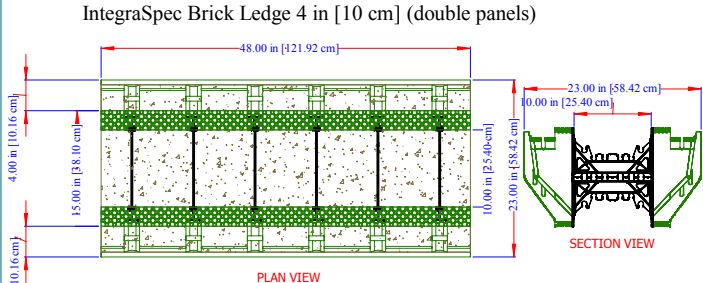 IntegraSpec Brick Ledge 4 in [10 cm] (double panels)
48.00 in [121.92 cm]
4.00 in [10.16 cm]
15.00 in [38.10 cm]
10.16 cm]
10.00 in [25.40 cm]
23.00 in [58.42 cm]
PLAN VIEW
23.00 in [58.42 cm]
10.00 in [25.40 cm]
SECTION VIEW